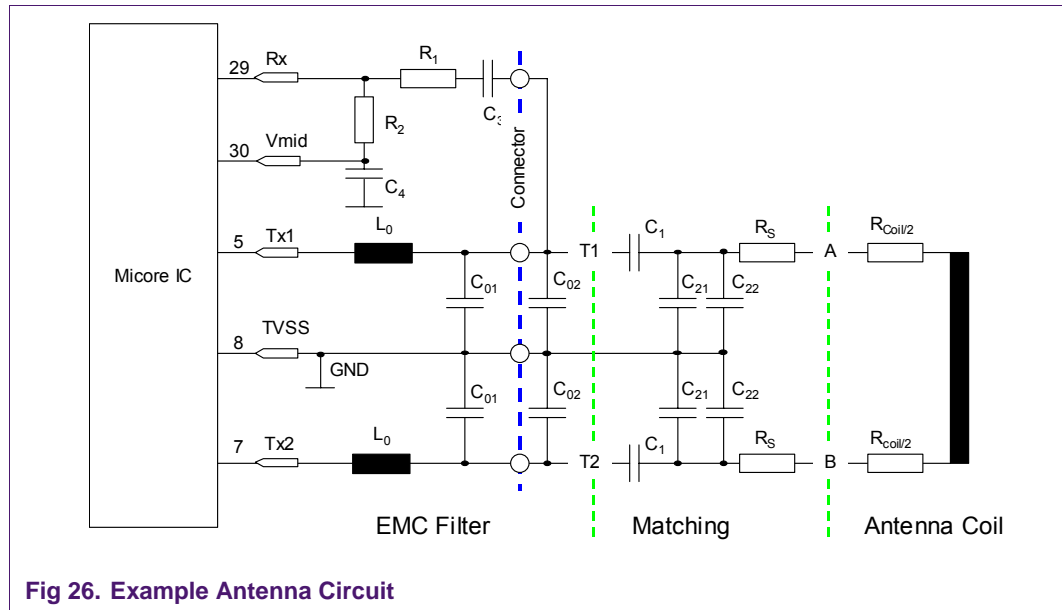 29 Rx R1 C3
R2
30 Vmid
C4
Connector
5 Tx1 L0 T1 C1 RS A RCoil/2
Micore IC
C01 C02 C21 C22
8 TVSS
GND
C01 C02 C21 C22
7 Tx2 L0 T2 C1 RS B Rcoil/2
EMC Filter Matching Antenna Coil
Fig 26. Example Antenna Circuit